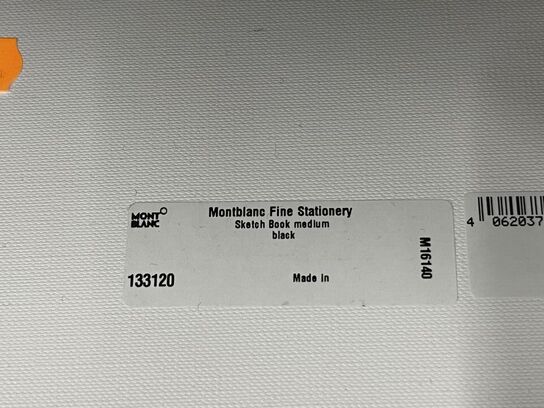 MONT
BLANC
Montblanc Fine Stationery
Sketch Book medium
black
133120
Made in
M16140
4 062037